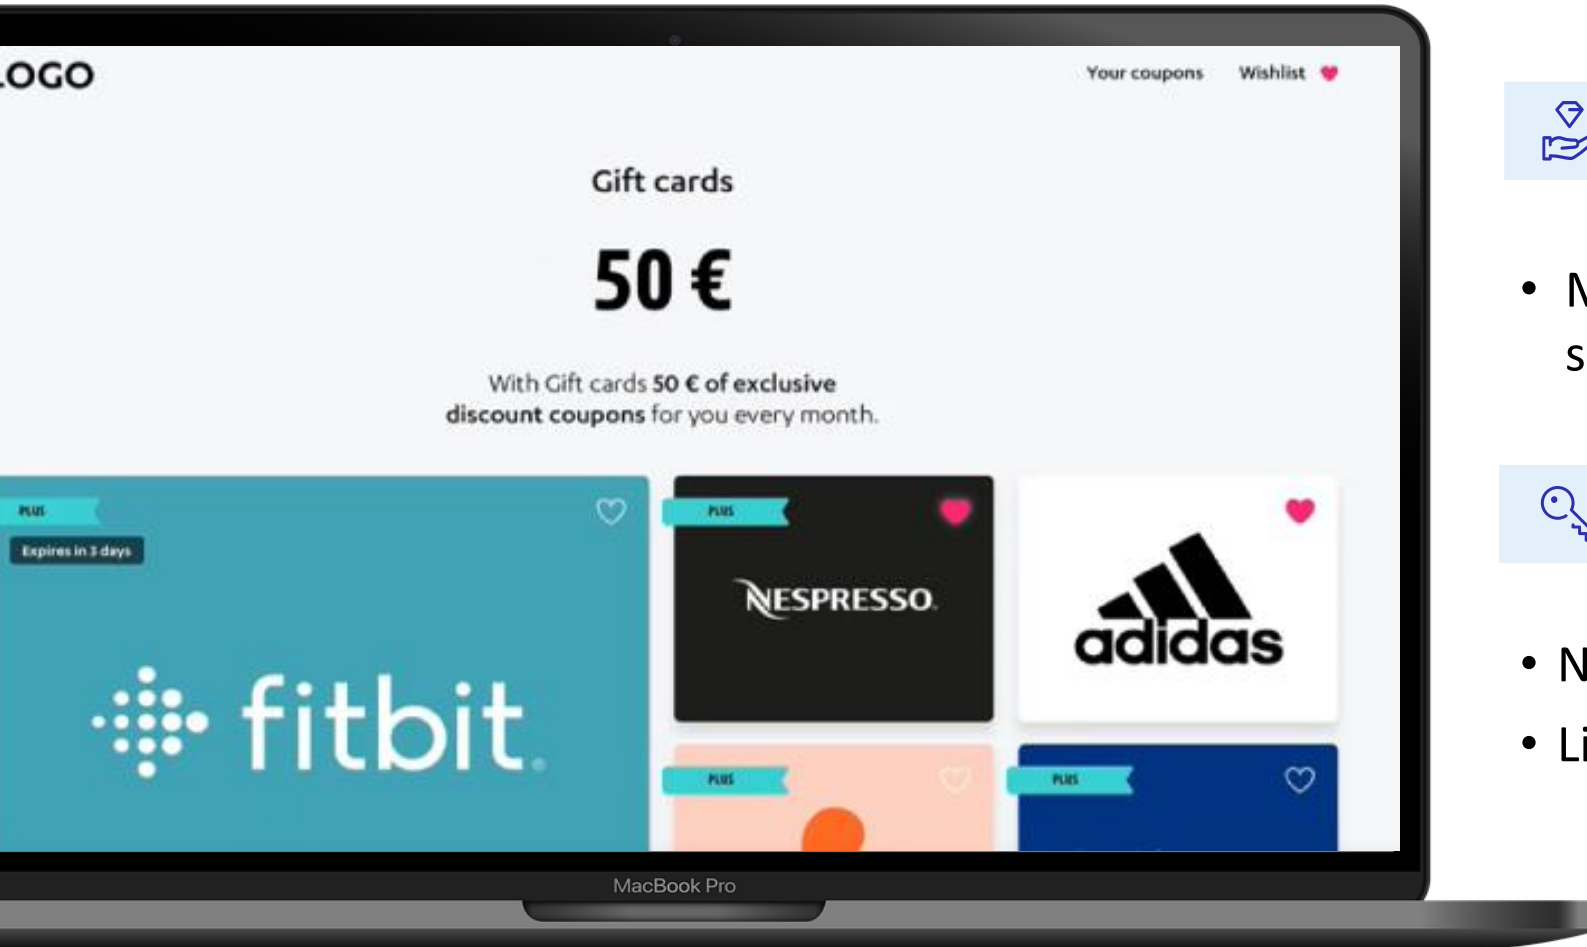 LOGO
Your coupons Wishlist
Gift cards
50 €
With Gift cards 50 € of exclusive
discount coupons for you every month.
PLUS
Expires in 3 days
fitbit
PLUS
NESPRESSO
adidas
PLUS
PLUS
MacBook Pro